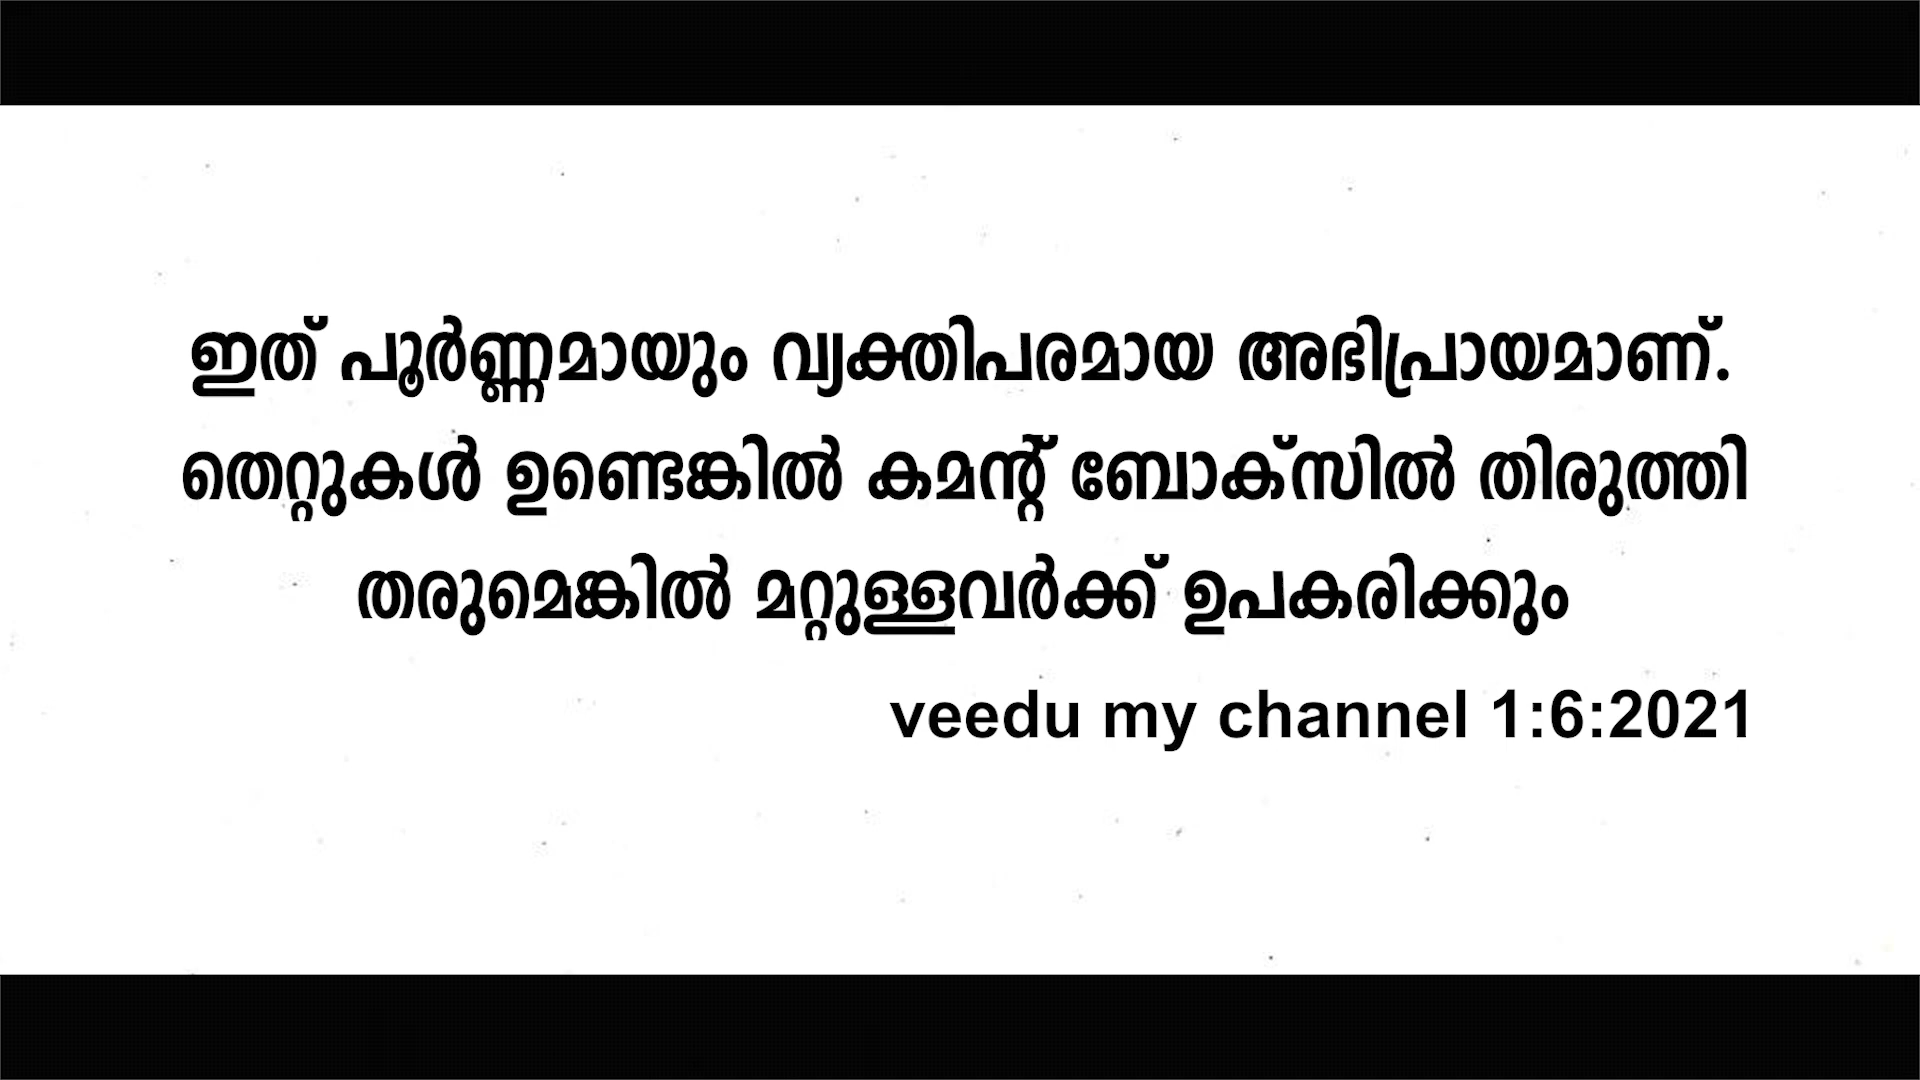 ഇത് പൂർണ്ണമായും വ്യക്തിപരമായ അഭിപ്രായമാണ്.
തെറ്റുകൾ ഉണ്ടെങ്കിൽ കമന്റ് ബോക്സിൽ തിരുത്തി
തരുമെങ്കിൽ മറ്റുള്ളവർക്ക് ഉപകരിക്കും
veedu my channel 1:6:2021